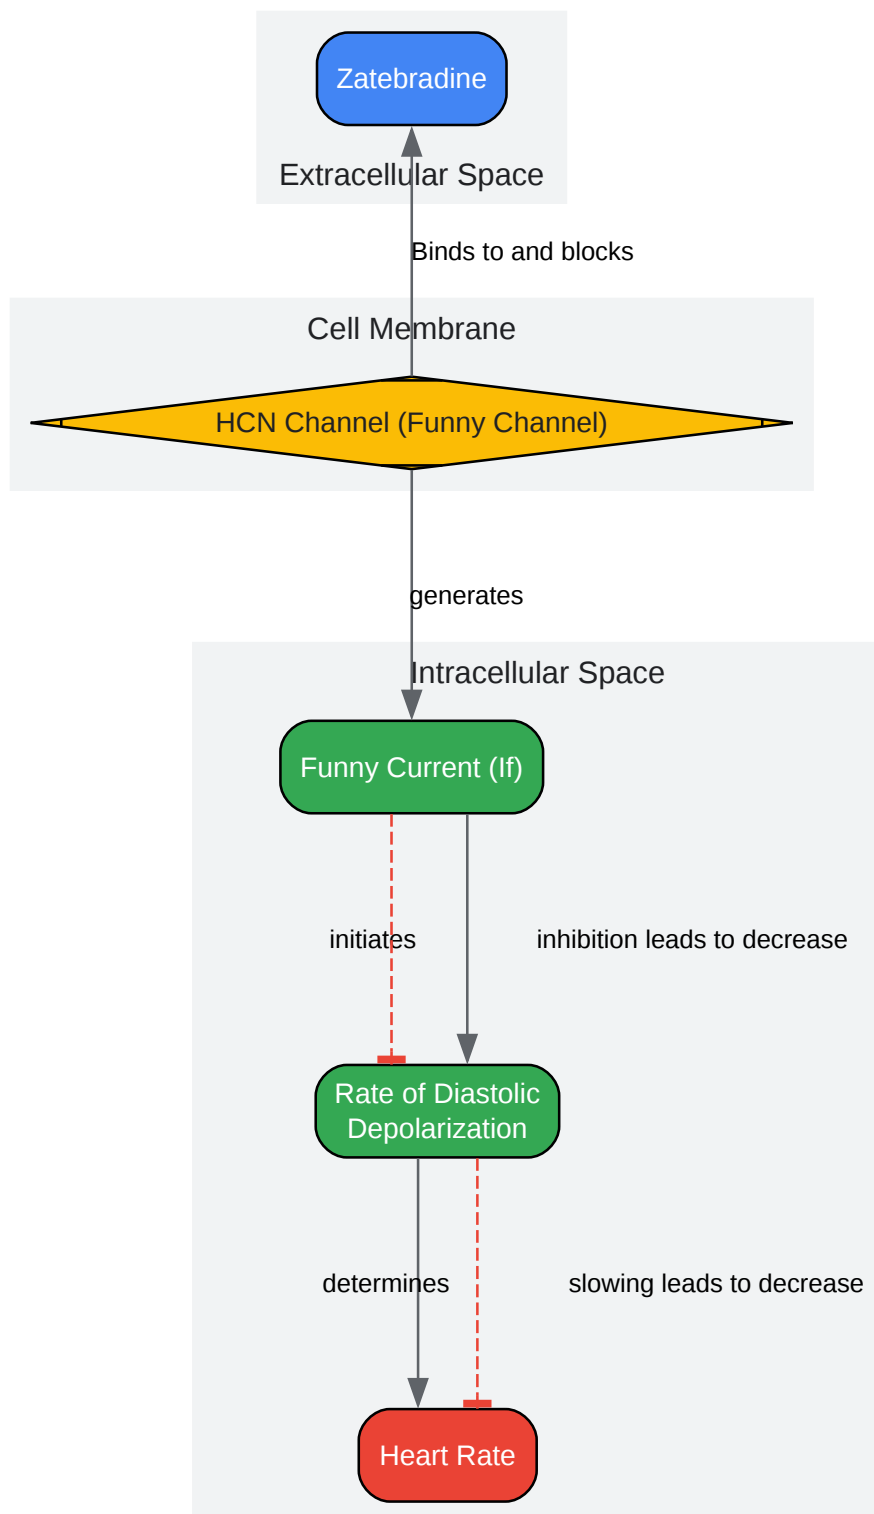 Zatebradine
Extracellular Space
Binds to and blocks
Cell Membrane
HCN Channel (Funny Channel)
generates
Intracellular Space
Funny Current (If)
initiates
inhibition leads to decrease
Rate of Diastolic
Depolarization
determines
slowing leads to decrease
Heart Rate